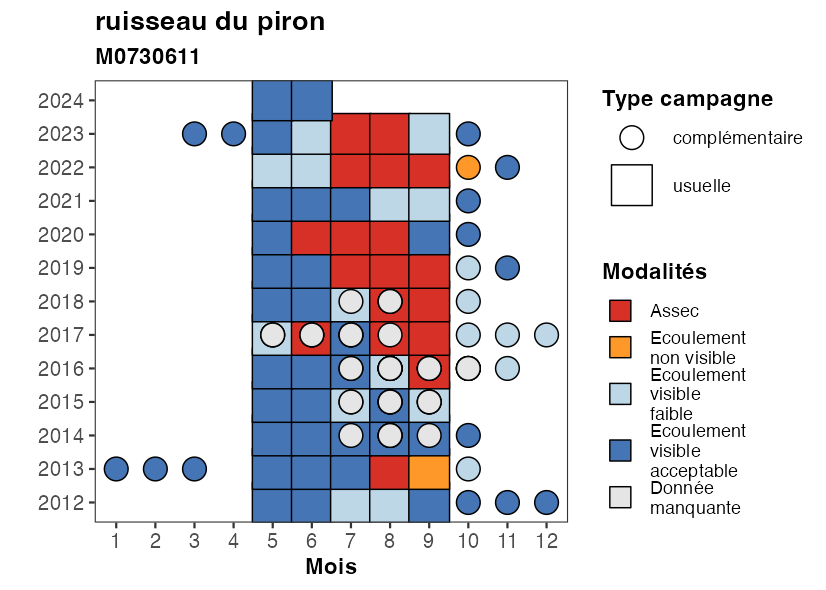 ruisseau du piron
M0730611
2024
2023
2022
2021
2020
2019
2018
2017
2016
2015
2014
2013
2012
1 2 3 4 5 6 7 8 9 10 11 12
Mois
Type campagne
complémentaire
usuelle
Modalités
Assec
Ecoulement
non visible
Ecoulement
visible
faible
Ecoulement
visible
acceptable
Donnée
manquante